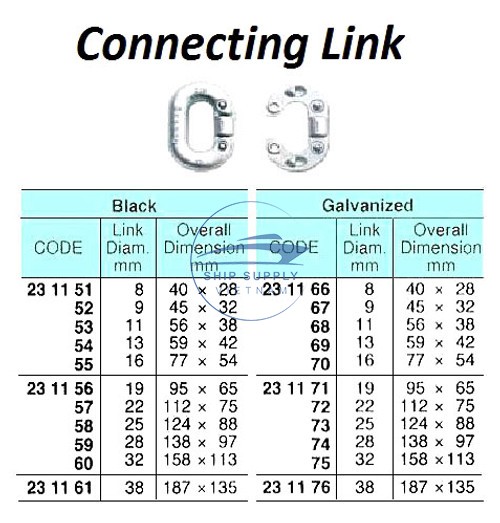 Connecting Link
Black Galvanized
CODE Link Diam. mm Overall Dimension mm CODE Link Diam. mm Overall Dimension mm
23 11 51 8 40 × 28 23 11 66 8 40 × 28
52 9 45 × 32 67 9 45 × 32
53 11 56 × 38 68 11 56 × 38
54 13 59 × 42 69 13 59 × 42
55 16 77 × 54 70 16 77 × 54
23 11 56 19 95 × 65 23 11 71 19 95 × 65
57 22 112 × 75 72 22 112 × 75
58 25 124 × 88 73 25 124 × 88
59 28 138 × 97 74 28 138 × 97
60 32 158 × 113 75 32 158 × 113
23 11 61 38 187 × 135 23 11 76 38 187 × 135
SHIP SUPPLY
VIETNAM